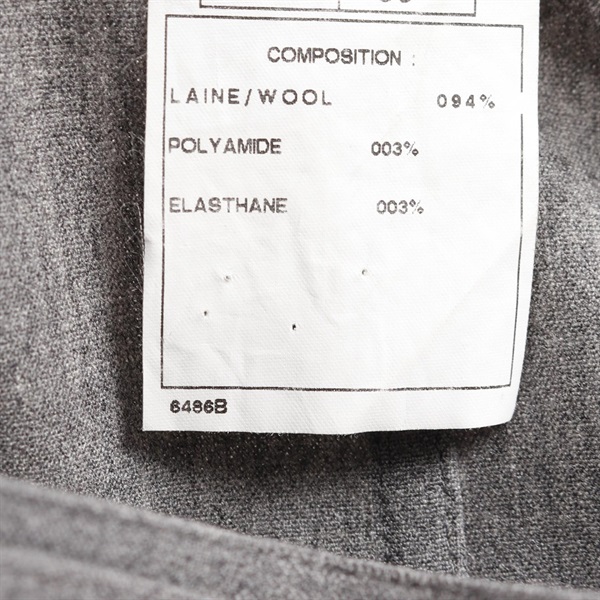 COMPOSITION :
LAINE/WOOL 094%
POLYAMIDE 003%
ELASTHANE 003%
6486B